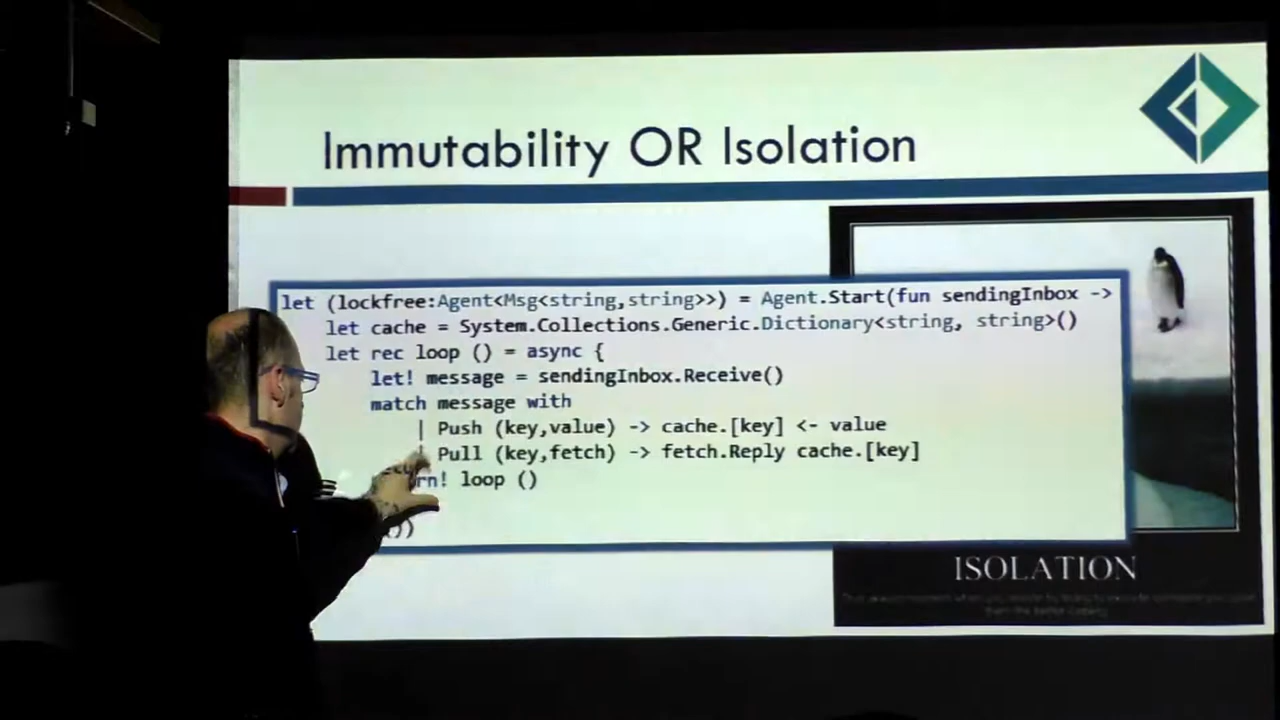 Immutability OR Isolation
let (lockfree:Agent<Msg<string,string>>) = Agent.Start(fun sendingInbox ->
let cache = System.Collections.Generic.Dictionary<string, string>()
let rec loop () = async {
let! message = sendingInbox.Receive()
match message with
| Push (key,value) -> cache.[key] <- value
| Pull (key,fetch) -> fetch.Reply cache.[key]
rn! loop ()
())
ISOLATION